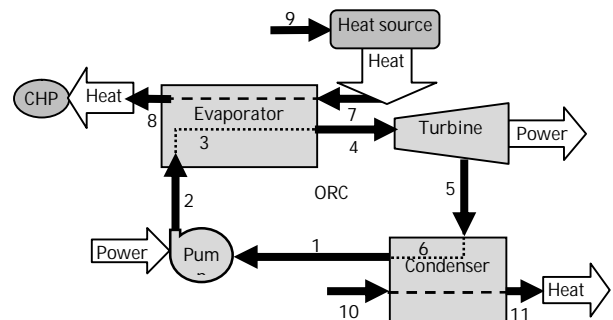 9
Heat source
Heat
CHP
Heat
8
Evaporator
7
3
4
Turbine
Power
2
ORC
5
Power
Pum
1
6
Condenser
10
11
Heat